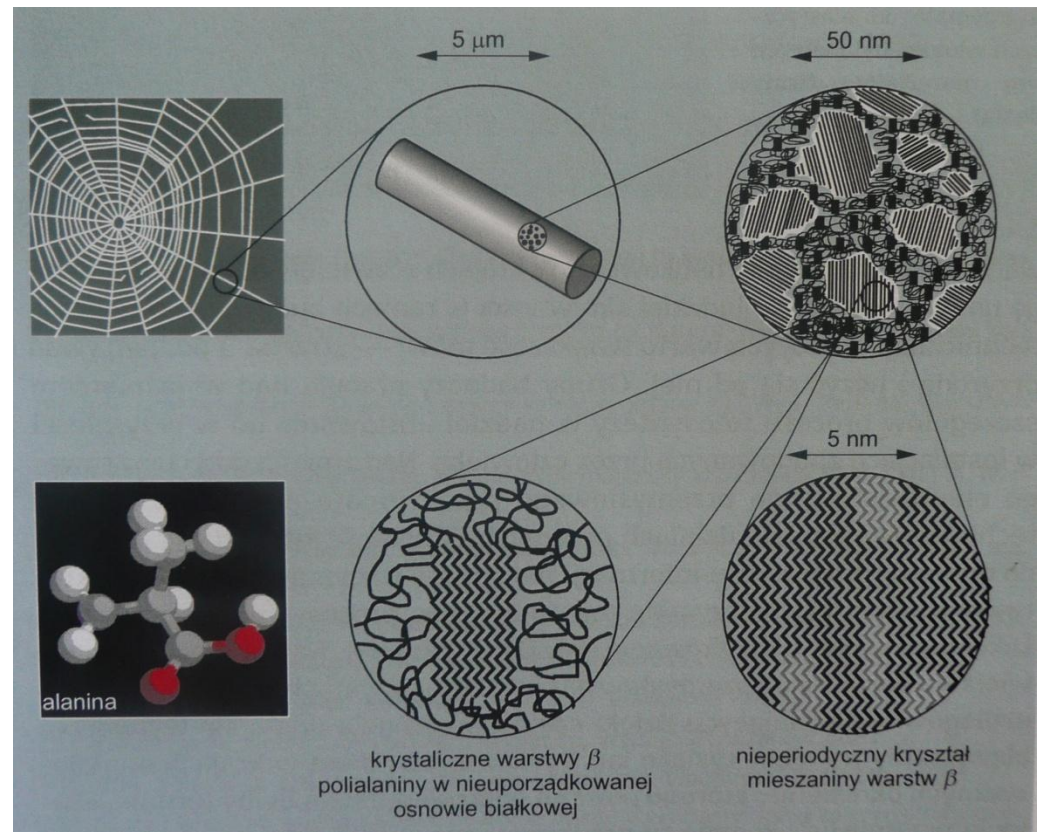 5 μm
50 nm
5 nm
alanina
krystaliczne warstwy β
polialaniny w nieuporządkowanej
osnowie białkowej
nieperiodyczny kryształ
mieszaniny warstw β